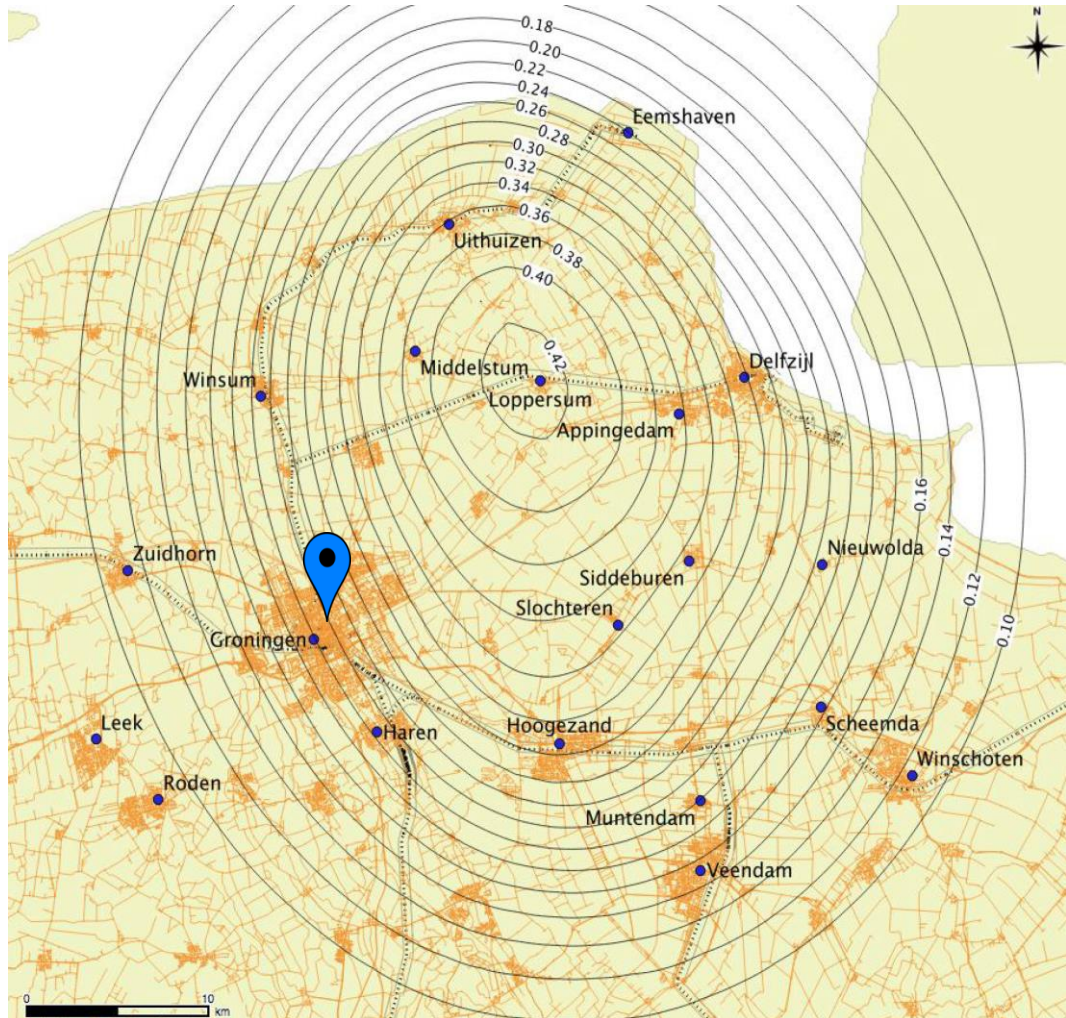 N
0.18
0.20
0.22
0.24
0.26
0.28
0.30
0.32
0.34
0.36
0.38
0.40
0.42
Eemshaven
Uithuizen
Middelstum
Winsum
Loppersum
Delfzijl
Appingedam
0.16
0.14
0.12
0.10
Zuidhorn
Siddeburen
Nieuwolda
Slochteren
Groningen
Leek
Haren
Hoogezand
Scheemda
Roden
Winschoten
Muntendam
Veendam
0 10
km